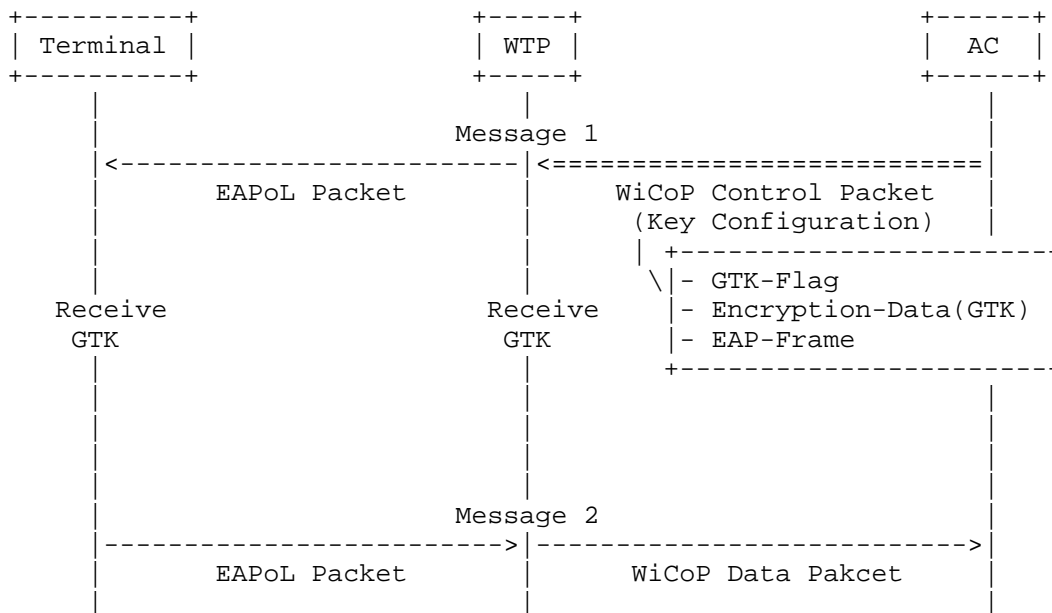 Terminal WTP AC
Message 1
EAPoL Packet WiCoP Control Packet
(Key Configuration)
- GTK-Flag
Receive Receive - Encryption-Data(GTK)
GTK GTK - EAP-Frame
Message 2
EAPoL Packet WiCoP Data Pakcet